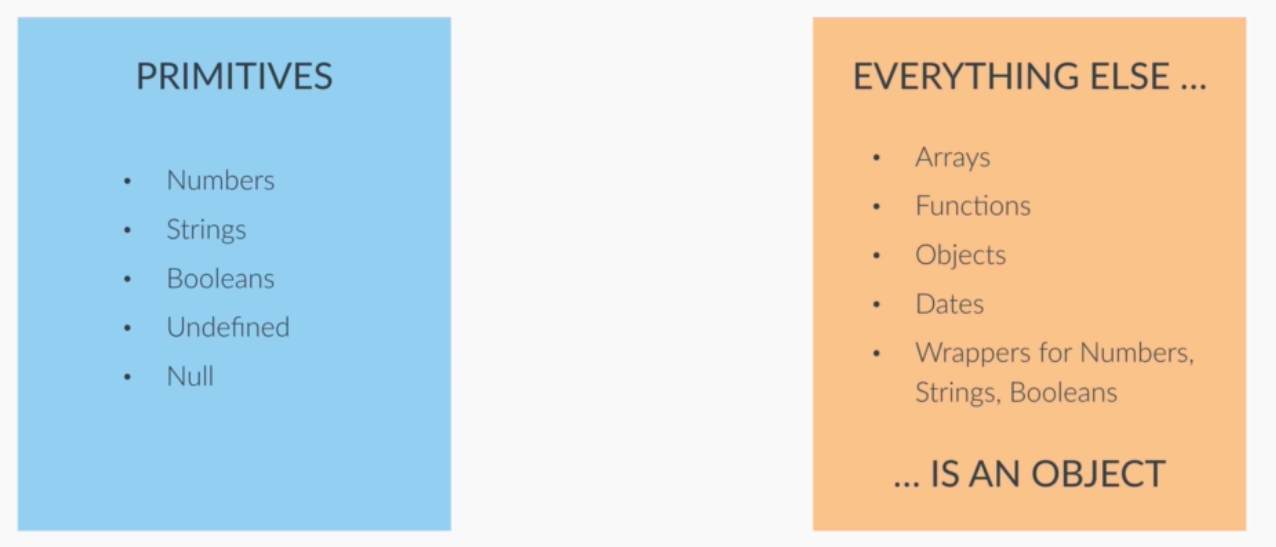 PRIMITIVES
• Numbers
• Strings
• Booleans
• Undefined
• Null
EVERYTHING ELSE ...
• Arrays
• Functions
• Objects
• Dates
• Wrappers for Numbers,
Strings, Booleans
... IS AN OBJECT